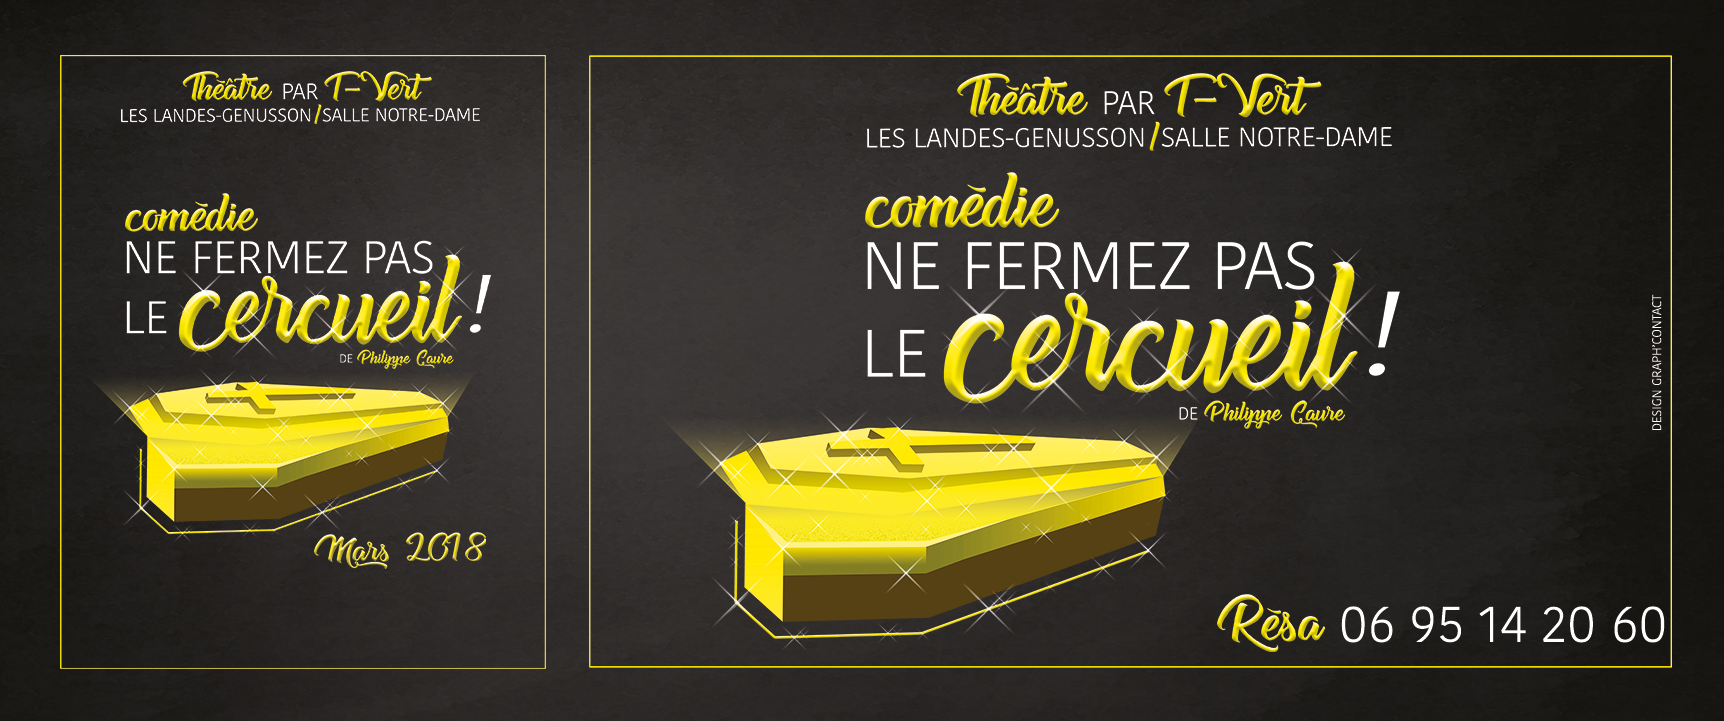 Théâtre PAR T-Vert
LES LANDES-GENUSSON/SALLE NOTRE-DAME
comédie
NE FERMEZ PAS
LE cercueil !
DE Philippe Caure
Mars 2018
Théâtre PAR T-Vert
LES LANDES-GENUSSON/SALLE NOTRE-DAME
comédie
NE FERMEZ PAS
LE cercueil !
DE Philippe Caure
DESIGN GRAPH'CONTACT
Résa 06 95 14 20 60